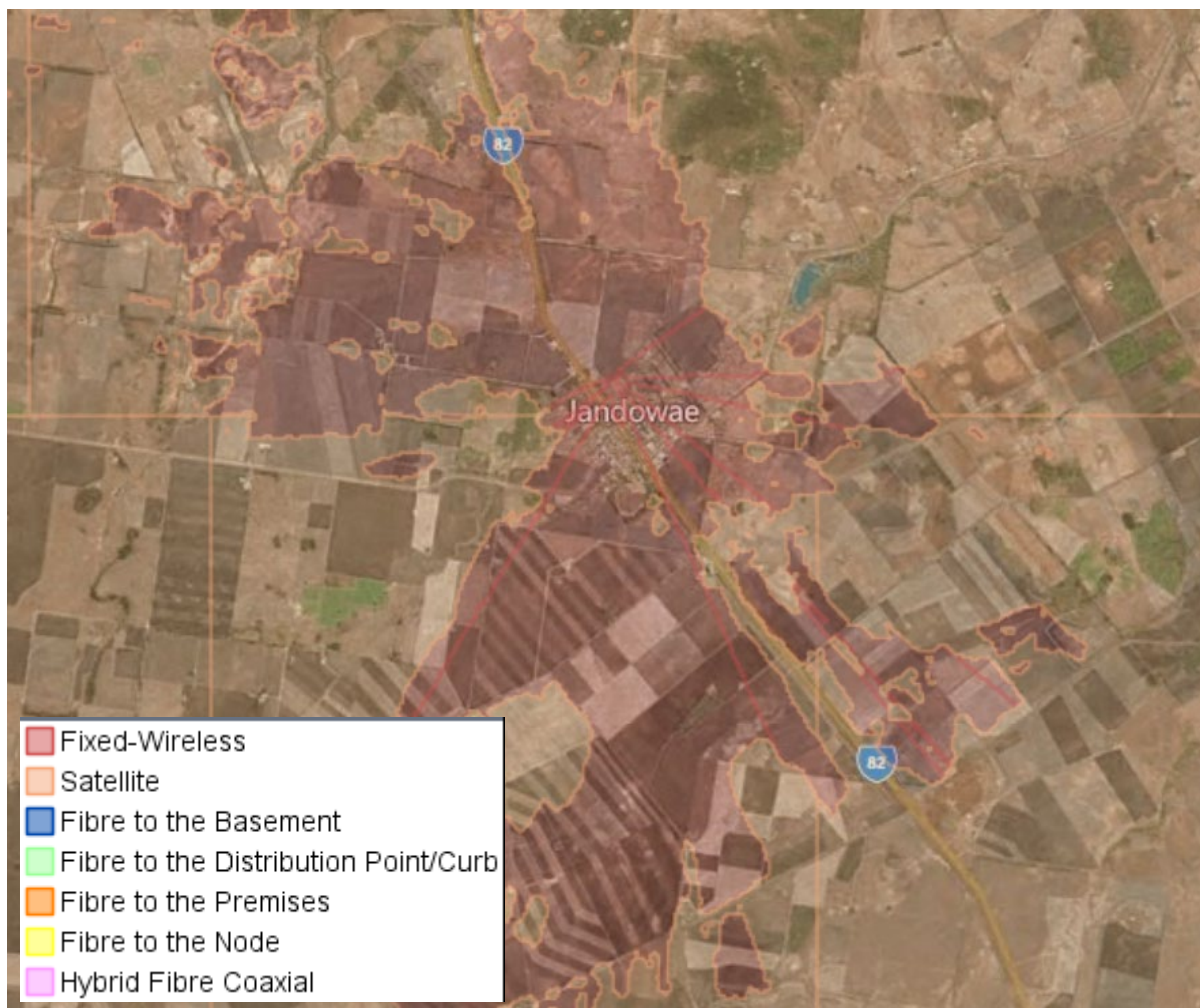 82
Jandowae
82
Fixed-Wireless
Satellite
Fibre to the Basement
Fibre to the Distribution Point/Curb
Fibre to the Premises
Fibre to the Node
Hybrid Fibre Coaxial